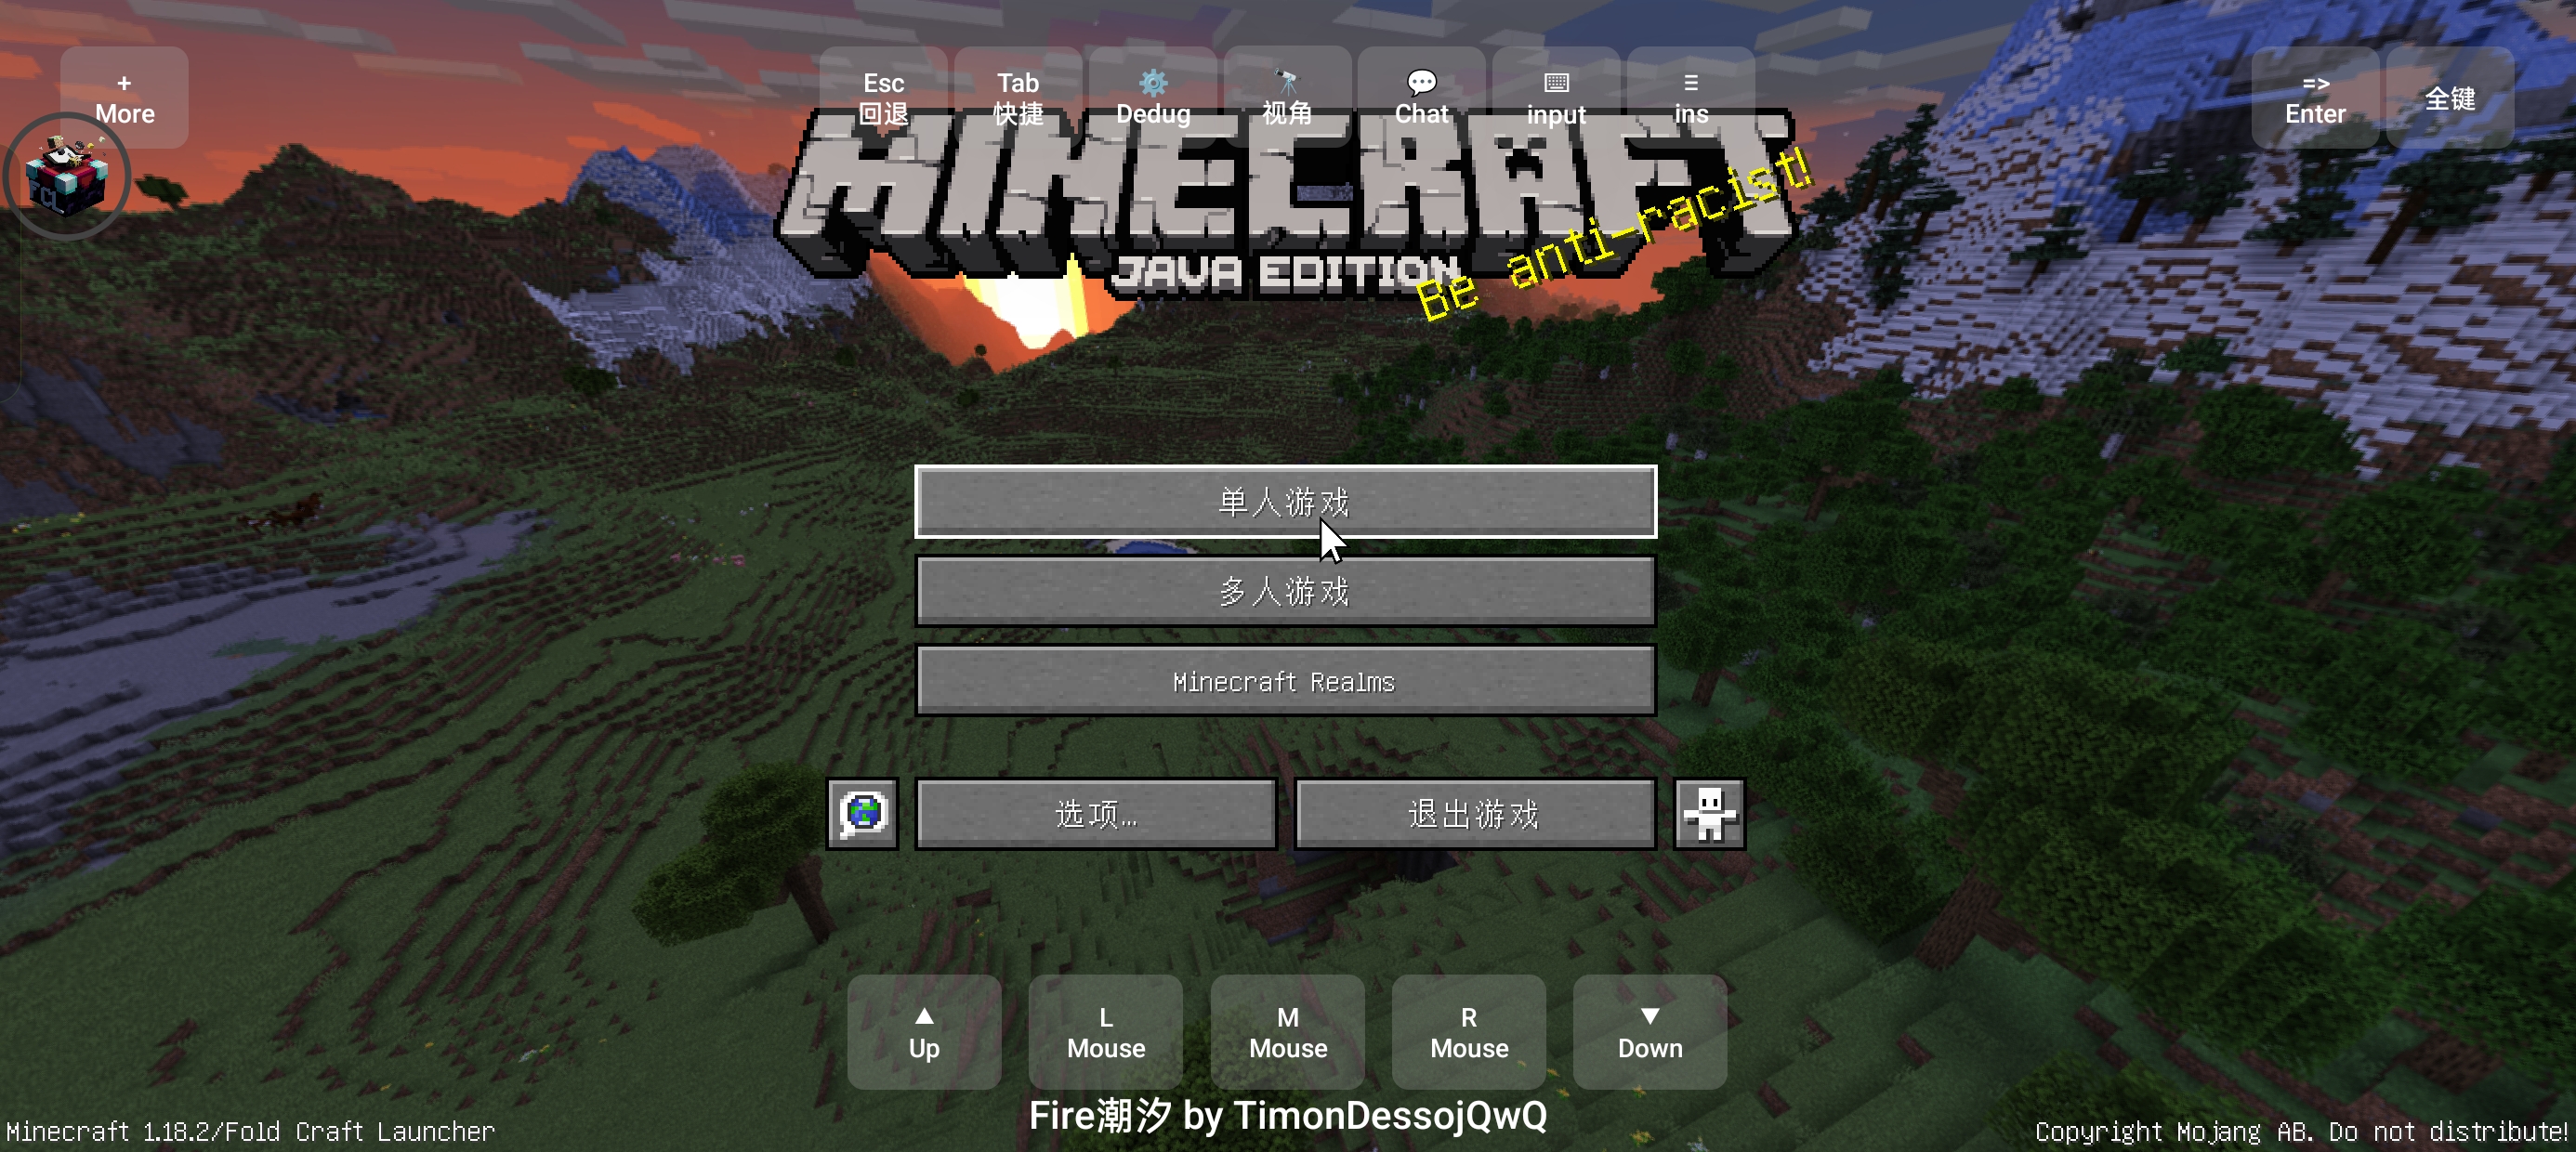 +
More
Esc
回退
Tab
快捷
Dedug
视角
Chat
input
ins
=>
Enter
全键
FCL
MINECRAFT
JAVA EDITION
Be anti-racist!
单人游戏
多人游戏
Minecraft Realms
选项...
退出游戏
▲
Up
L
Mouse
M
Mouse
R
Mouse
▼
Down
Fire潮汐 by TimonDessojQwQ
Minecraft 1.18.2/Fold Craft Launcher
Copyright Mojang AB. Do not distribute!